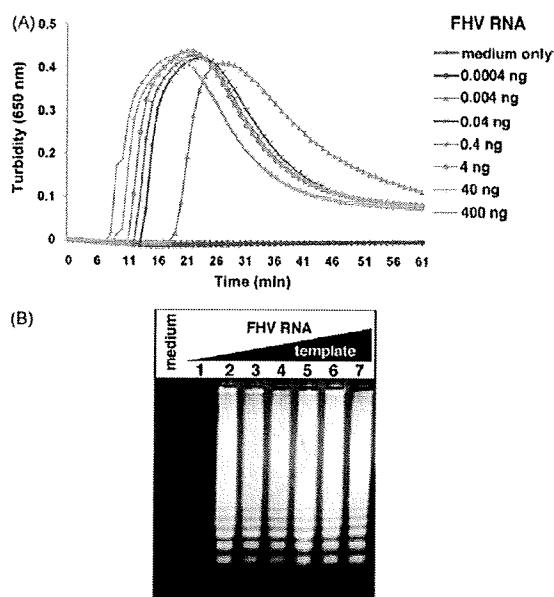 (A)
FHV RNA
medium only
0.0004 ng
0.004 ng
0.04 ng
0.4 ng
4 ng
40 ng
400 ng
Turbidity (650 nm)
0.5
0.4
0.3
0.2
0.1
0
0 6 11 16 21 26 31 36 41 46 51 56 61
Time (min)
(B)
medium
FHV RNA
template
1 2 3 4 5 6 7